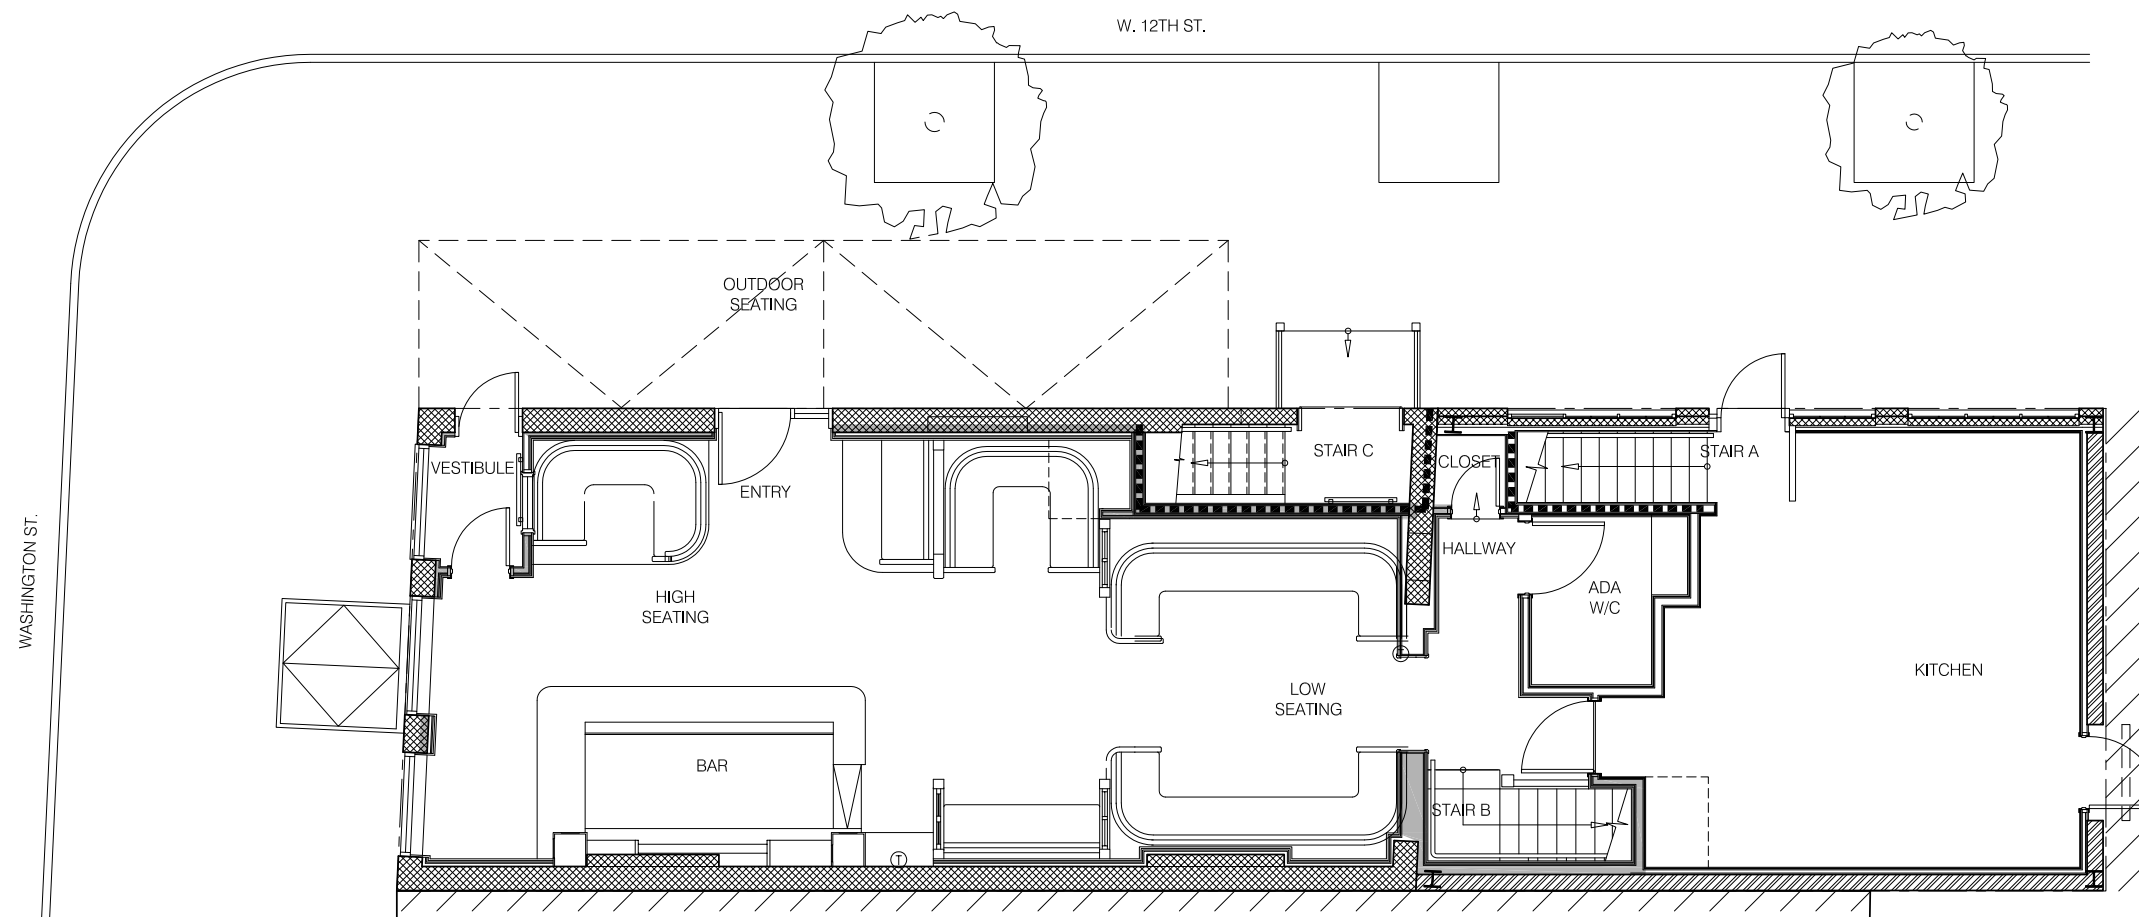 W. 12TH ST.
OUTDOOR
SEATING
STAIR C
STAIR A
CLOSET
VESTIBULE
ENTRY
WASHINGTON ST.
HALLWAY
HIGH
SEATING
ADA
W/C
KITCHEN
LOW
SEATING
BAR
STAIR B
T